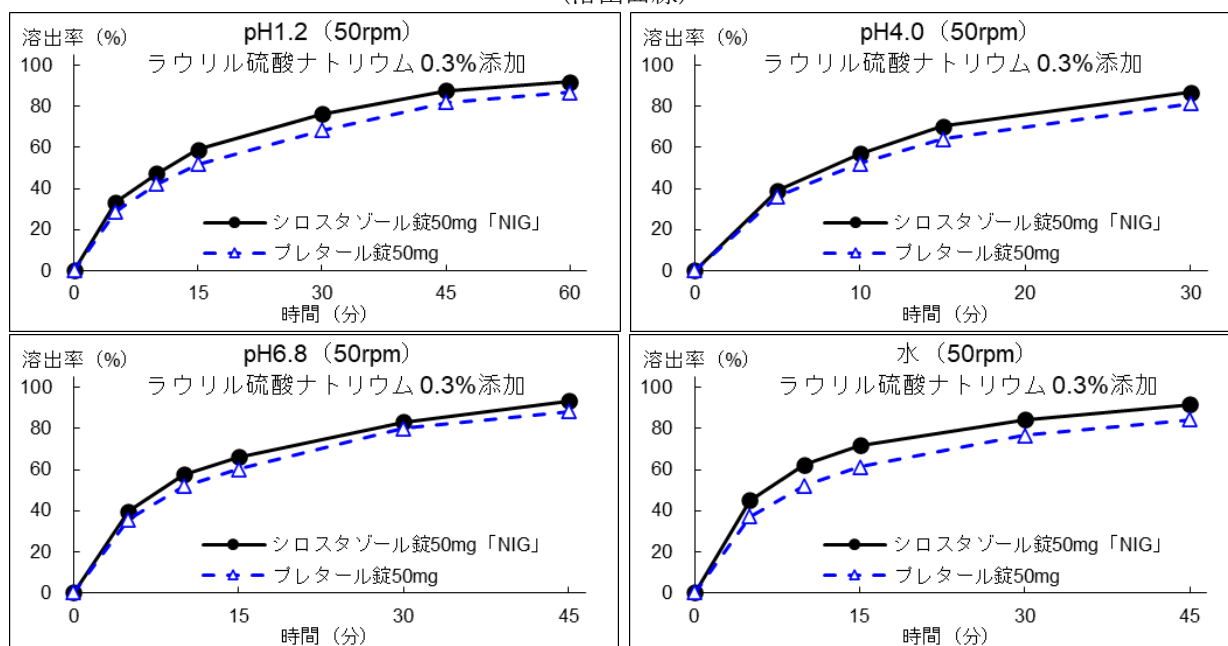 (溶出曲線)
溶出率 (%)
pH1.2 (50rpm)
ラウリル硫酸ナトリウム 0.3%添加
100
80
60
40
20
0
シロスタゾール錠50mg「NIG」
プレタール錠50mg
0 15 30 45 60
時間 (分)
溶出率 (%)
pH4.0 (50rpm)
ラウリル硫酸ナトリウム 0.3%添加
100
80
60
40
20
0
シロスタゾール錠50mg「NIG」
プレタール錠50mg
0 10 20 30
時間 (分)
溶出率 (%)
pH6.8 (50rpm)
ラウリル硫酸ナトリウム 0.3%添加
100
80
60
40
20
0
シロスタゾール錠50mg「NIG」
プレタール錠50mg
0 15 30 45
時間 (分)
溶出率 (%)
水 (50rpm)
ラウリル硫酸ナトリウム 0.3%添加
100
80
60
40
20
0
シロスタゾール錠50mg「NIG」
プレタール錠50mg
0 15 30 45
時間 (分)